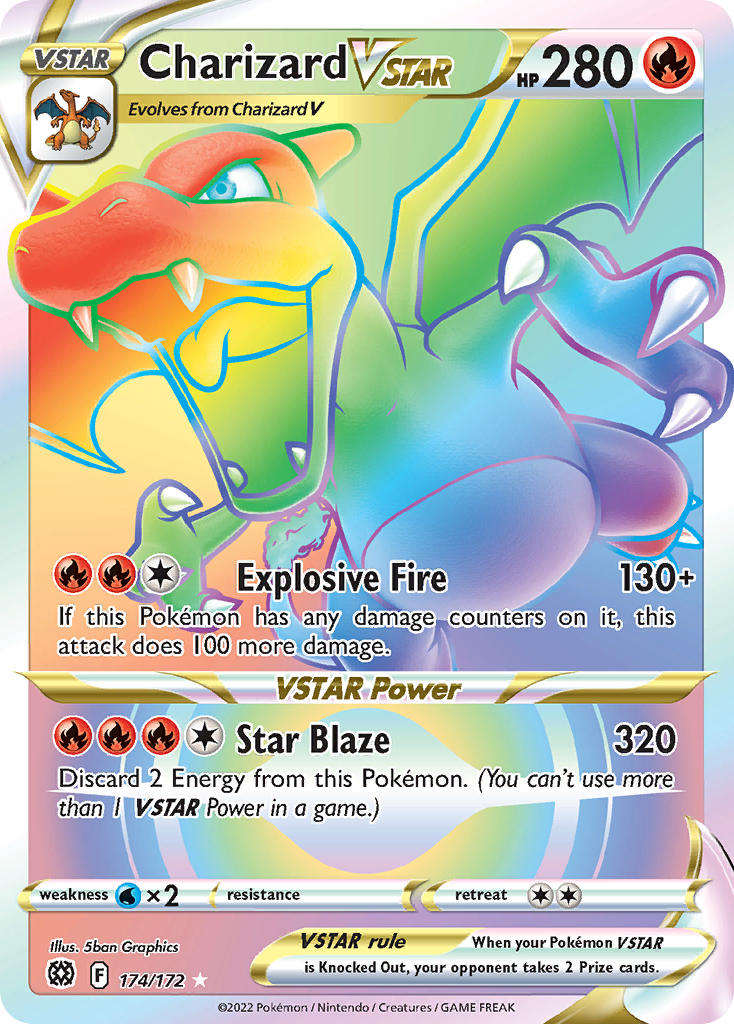 VSTAR Charizard VSTAR HP 280
Evolves from Charizard V
Explosive Fire 130+
If this Pokémon has any damage counters on it, this
attack does 100 more damage.
VSTAR Power
Star Blaze 320
Discard 2 Energy from this Pokémon. (You can't use more
than 1 VSTAR Power in a game.)
weakness ×2 resistance retreat
Illus. 5ban Graphics
VSTAR rule When your Pokémon VSTAR
is Knocked Out, your opponent takes 2 Prize cards.
F 174/172
©2022 Pokémon / Nintendo / Creatures / GAME FREAK